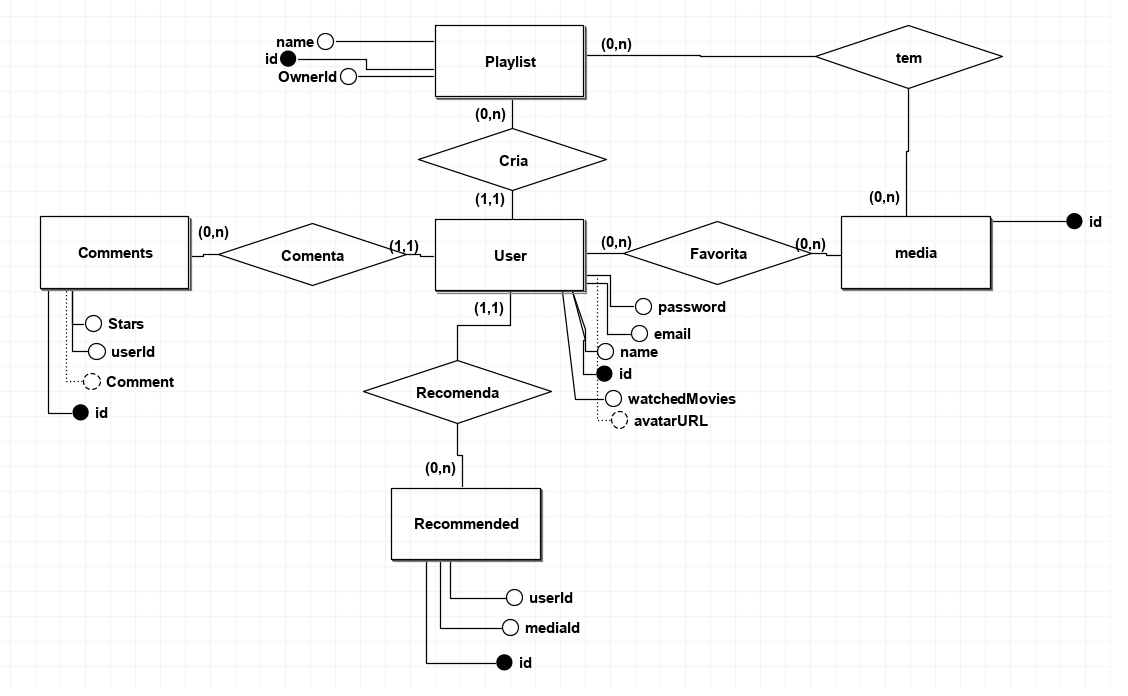 name
id
OwnerId
Playlist
(0,n)
tem
(0,n)
Cria
(1,1)
(0,n)
id
Comments
(0,n)
Comenta
(1,1)
User
(0,n)
Favorita
(0,n)
media
Stars
userId
Comment
id
(1,1)
password
email
name
id
watchedMovies
avatarURL
Recomenda
(0,n)
Recommended
userId
mediaId
id